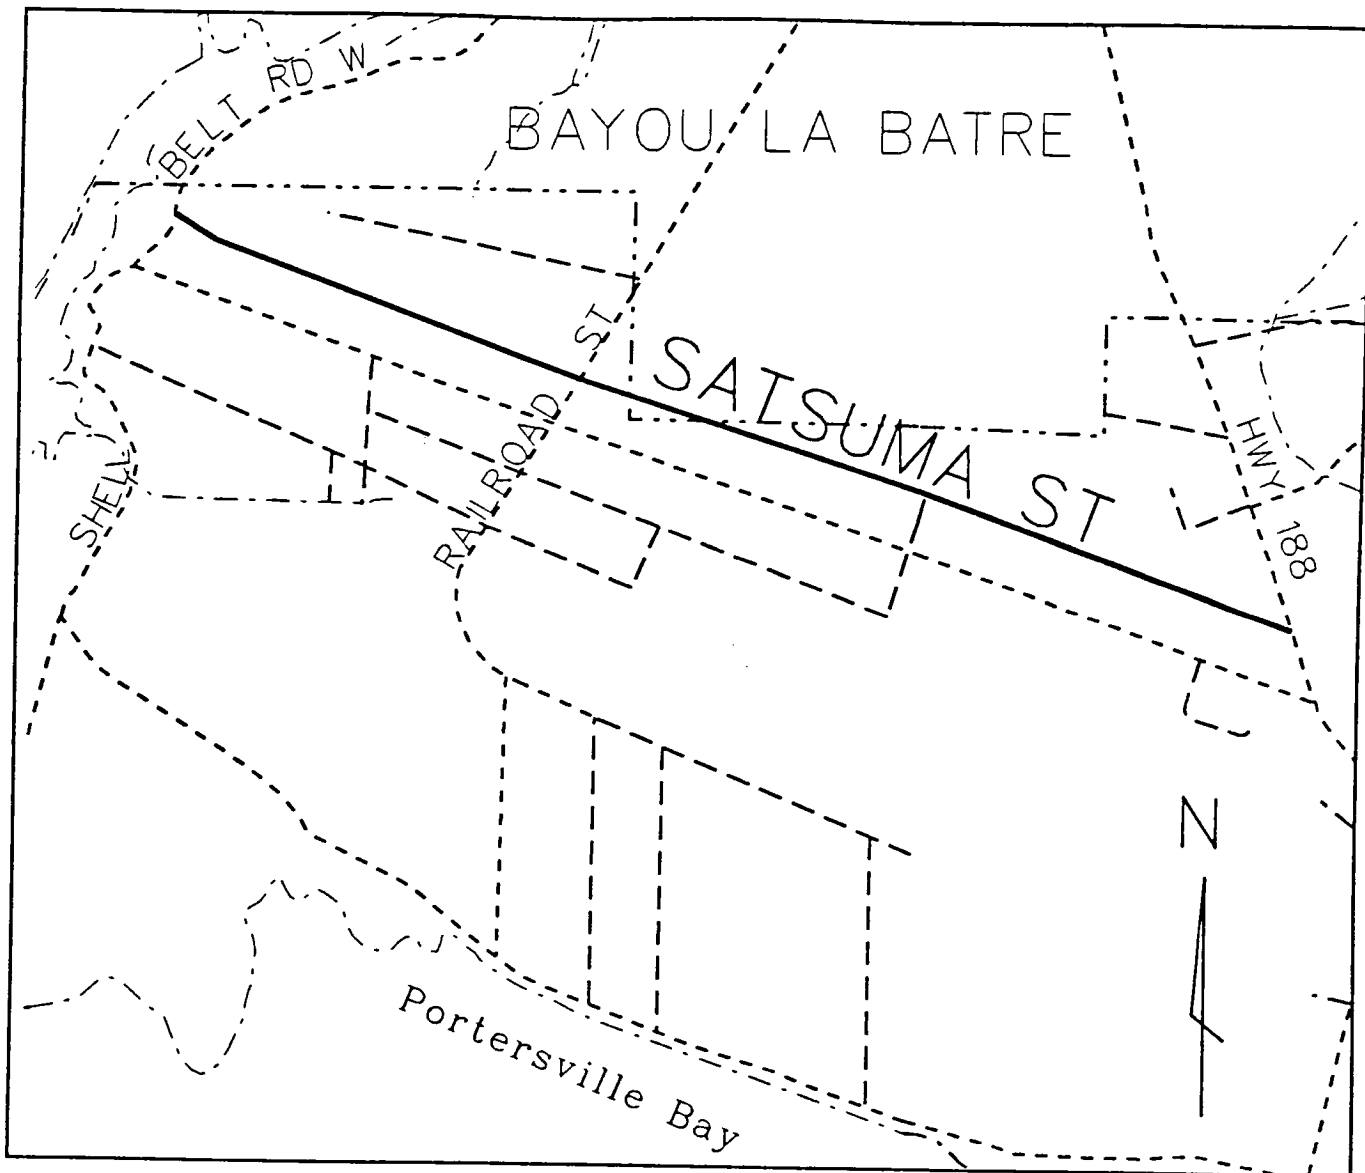 BELT RD W
BAYOU LA BATRE
RAILROAD ST
SATSUMA ST
SHELL
HWY 188
N
Portersville Bay